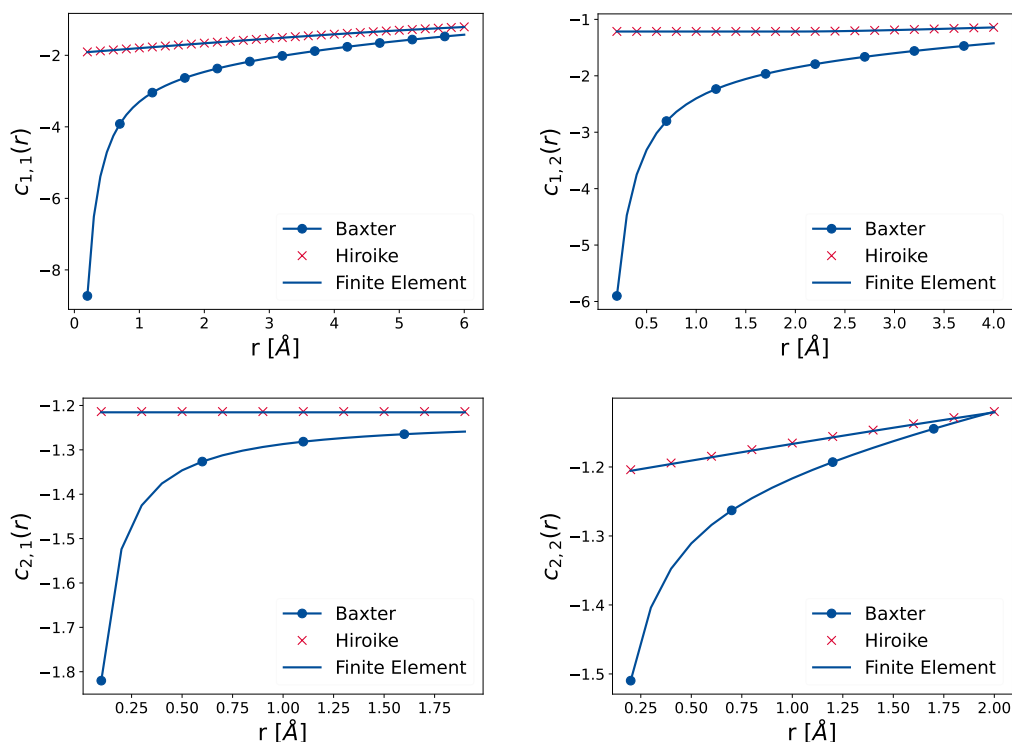 −2
−4
−6
−8
c1,1(r)
Baxter
Hiroike
Finite Element
0 1 2 3 4 5 6
r [Å]
−1
−2
−3
−4
−5
−6
c1,2(r)
Baxter
Hiroike
Finite Element
0.5 1.0 1.5 2.0 2.5 3.0 3.5 4.0
r [Å]
−1.2
−1.3
−1.4
−1.5
−1.6
−1.7
−1.8
c2,1(r)
Baxter
Hiroike
Finite Element
0.25 0.50 0.75 1.00 1.25 1.50 1.75
r [Å]
−1.2
−1.3
−1.4
−1.5
c2,2(r)
Baxter
Hiroike
Finite Element
0.25 0.50 0.75 1.00 1.25 1.50 1.75 2.00
r [Å]